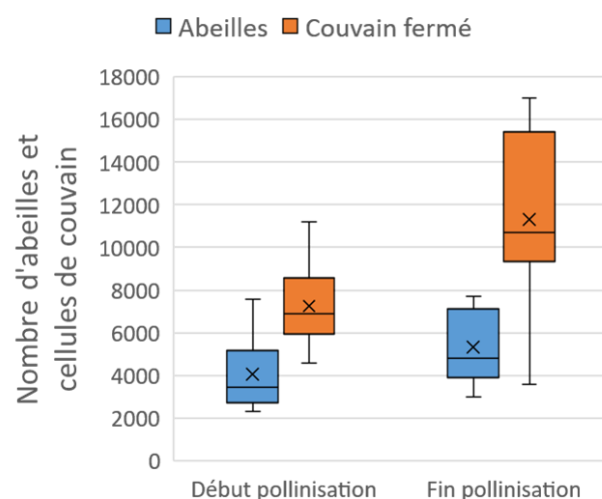 Abeilles Couvain fermé
Nombre d'abeilles et
cellules de couvain
18000
16000
14000
12000
10000
8000
6000
4000
2000
0
Début pollinisation Fin pollinisation